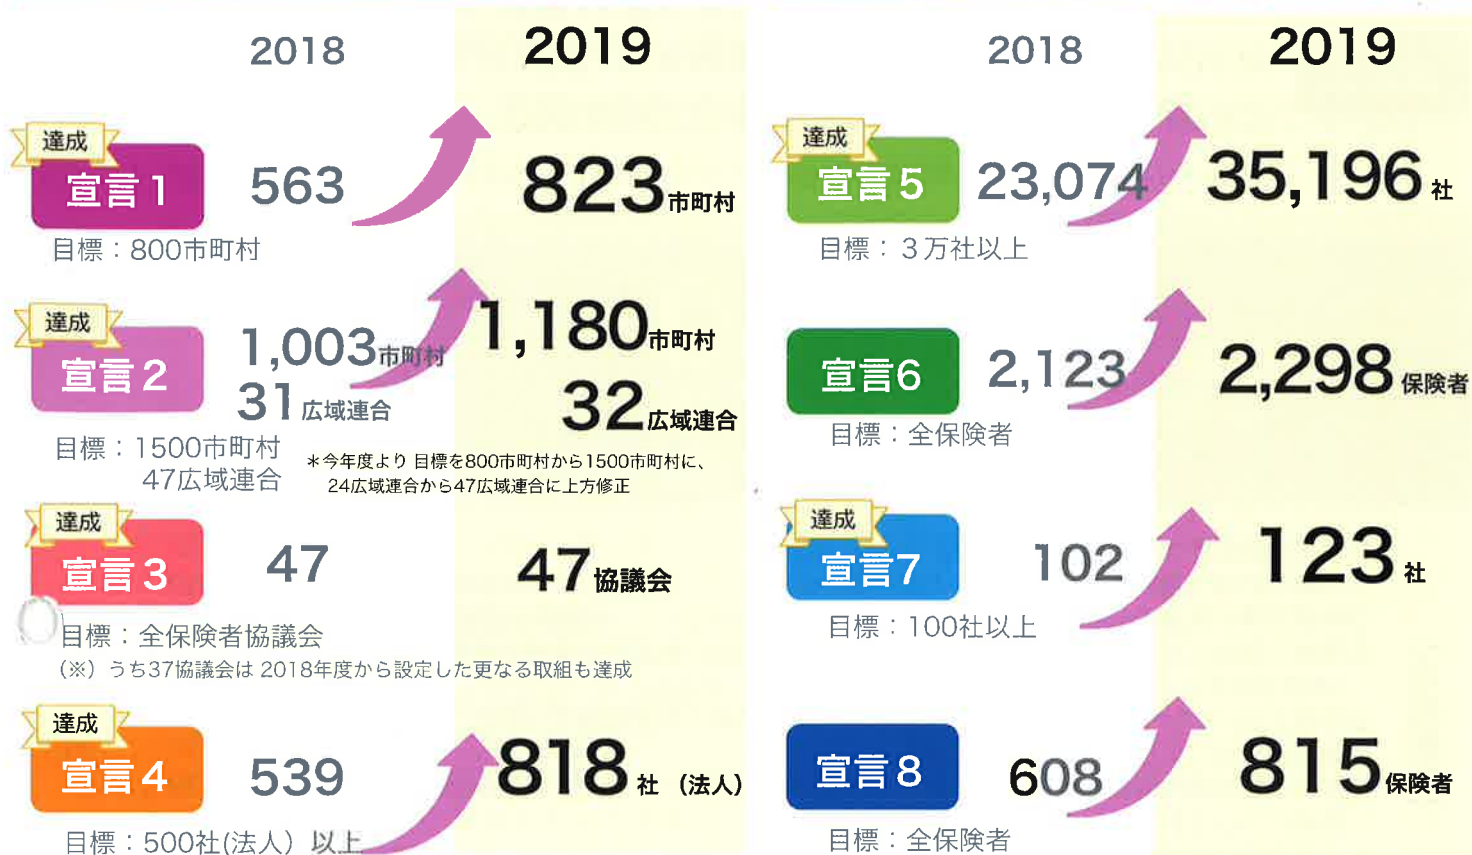 2018
2019
達成
宣言1
563
823市町村
目標：800市町村
達成
宣言2
1,003市町村
1,180市町村
31広域連合
32広域連合
目標：1500市町村
47広域連合
＊今年度より 目標を800市町村から1500市町村に、
24広域連合から47広域連合に上方修正
達成
宣言3
47
47協議会
目標：全保険者協議会
（※）うち37協議会は 2018年度から設定した更なる取組も達成
達成
宣言4
539
818社（法人）
目標：500社(法人）以上
2018
2019
達成
宣言5
23,074
35,196社
目標：３万社以上
宣言6
2,123
2,298保険者
目標：全保険者
達成
宣言7
102
123社
目標：100社以上
宣言8
608
815保険者
目標：全保険者